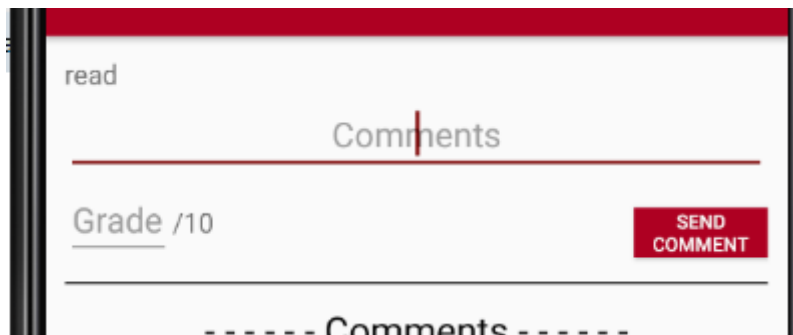 read
Comments
Grade /10
SEND
COMMENT
- - - - - - Comments - - - - - -